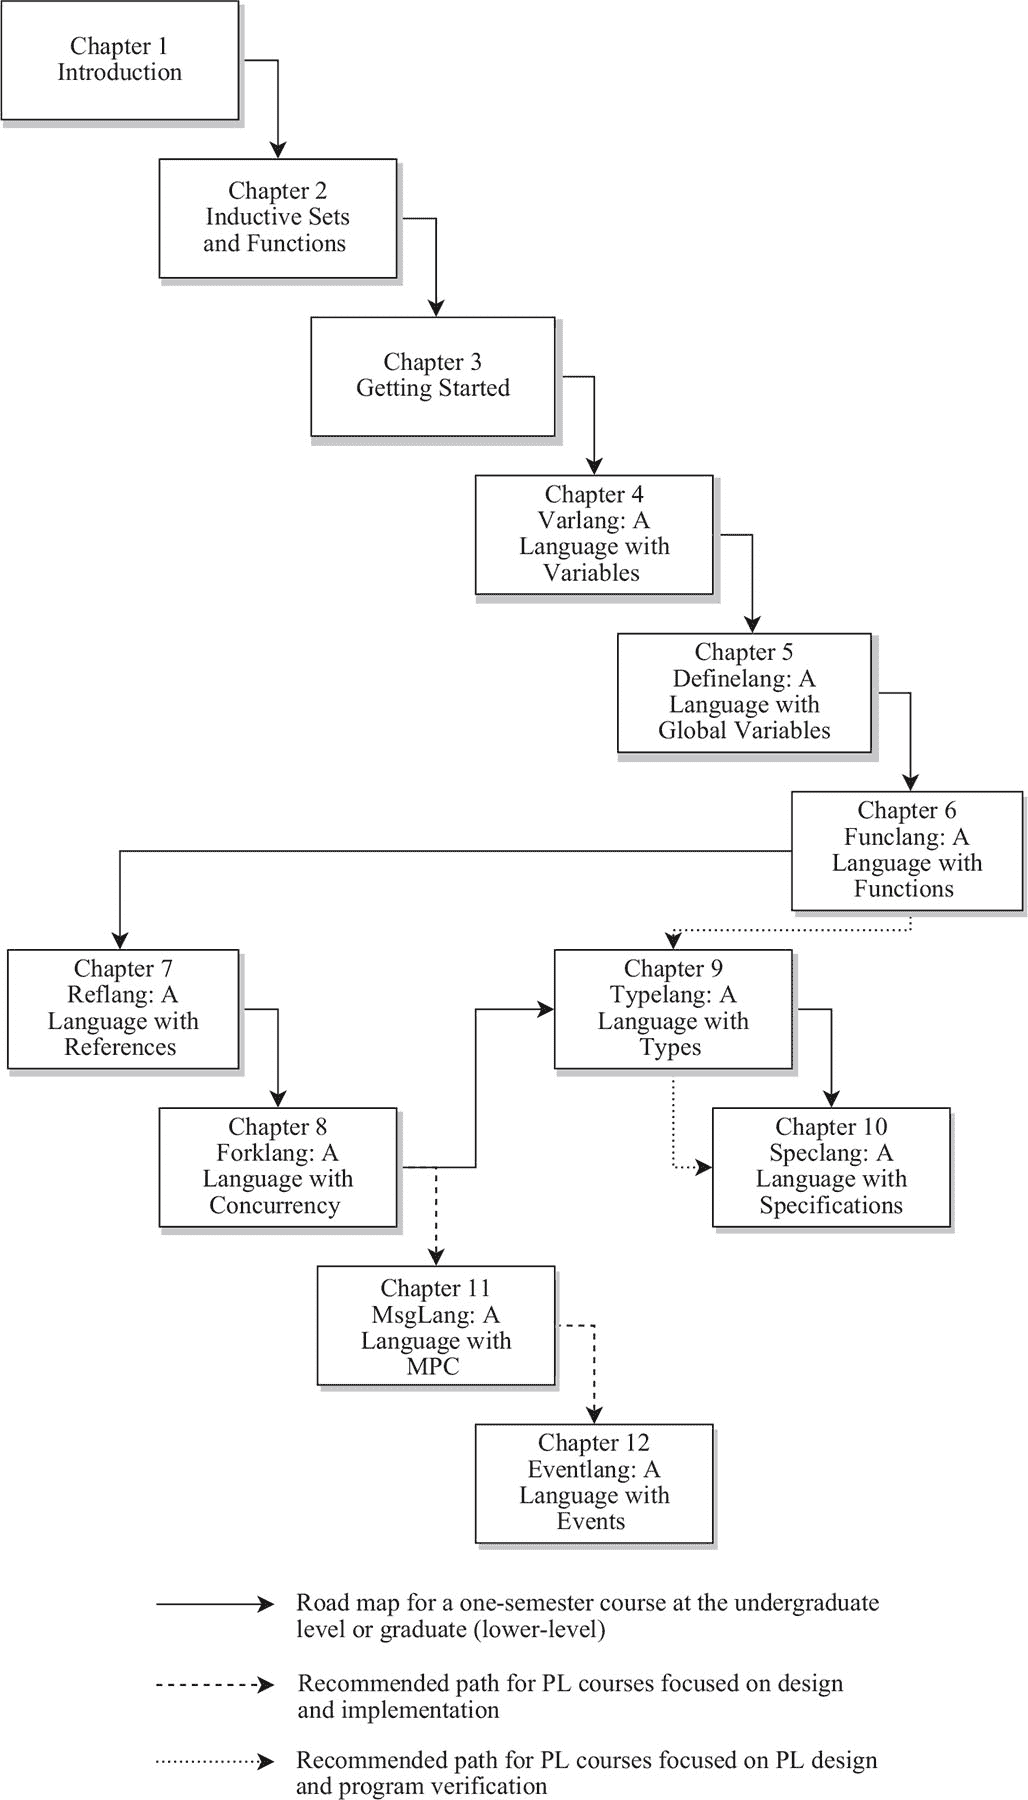 Chapter 1
Introduction
Chapter 2
Inductive Sets
and Functions
Chapter 3
Getting Started
Chapter 4
Varlang: A
Language with
Variables
Chapter 5
Definelang: A
Language with
Global Variables
Chapter 6
Funclang: A
Language with
Functions
Chapter 7
Reflang: A
Language with
References
Chapter 9
Typelang: A
Language with
Types
Chapter 8
Forklang: A
Language with
Concurrency
Chapter 10
Speclang: A
Language with
Specifications
Chapter 11
MsgLang: A
Language with
MPC
Chapter 12
Eventlang: A
Language with
Events
Road map for a one-semester course at the undergraduate
level or graduate (lower-level)
Recommended path for PL courses focused on design
and implementation
Recommended path for PL courses focused on PL design
and program verification